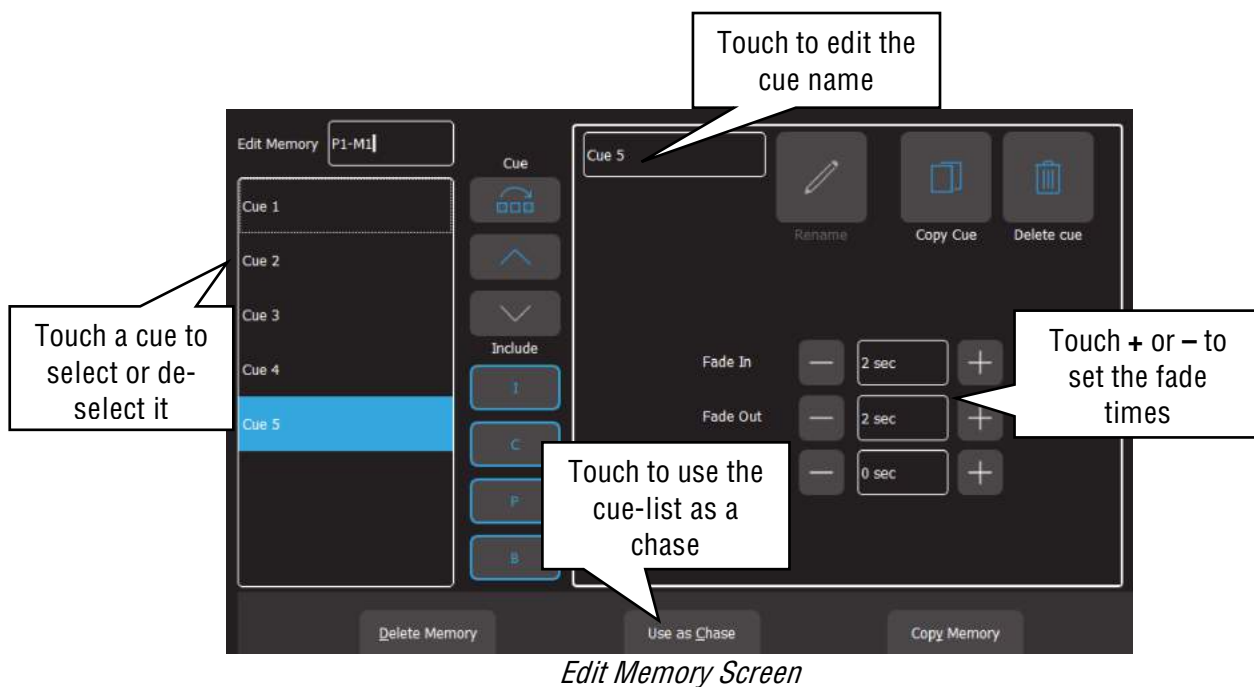 Touch to edit the
cue name
Edit Memory
P1-M1
Cue
Cue 5
Rename
Copy Cue
Delete cue
Cue 1
Cue 2
Cue 3
Cue 4
Cue 5
Include
I
C
P
B
Touch a cue to
select or de-
select it
Fade In
2 sec
Fade Out
2 sec
0 sec
Touch + or – to
set the fade
times
Touch to use the
cue-list as a
chase
Delete Memory
Use as Chase
Copy Memory
Edit Memory Screen